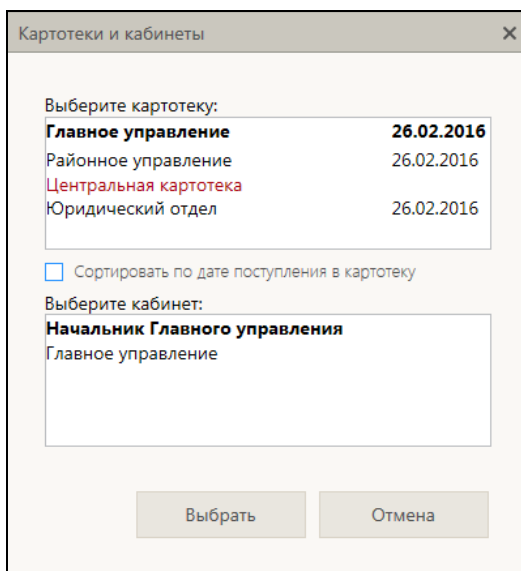 Картотеки и кабинеты
Выберите картотеку:
Главное управление 26.02.2016
Районное управление 26.02.2016
Центральная картотека
Юридический отдел 26.02.2016
Сортировать по дате поступления в картотеку
Выберите кабинет:
Начальник Главного управления
Главное управление
Выбрать Отмена